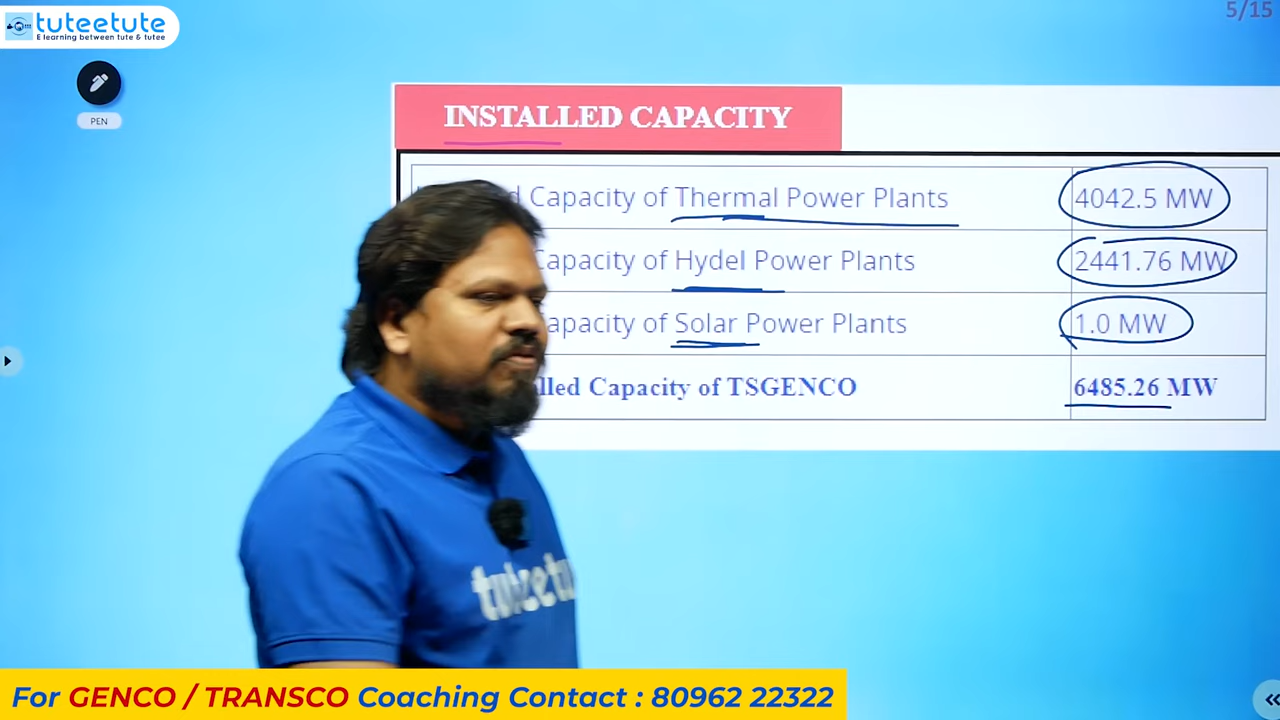 5/15
tuteetute
E learning between tute & tutee
PEN
INSTALLED CAPACITY
Capacity of Thermal Power Plants 4042.5 MW
Capacity of Hydel Power Plants 2441.76 MW
Capacity of Solar Power Plants 1.0 MW
Capacity of TSGENCO 6485.26 MW
For GENCO / TRANSCO Coaching Contact : 80962 22322